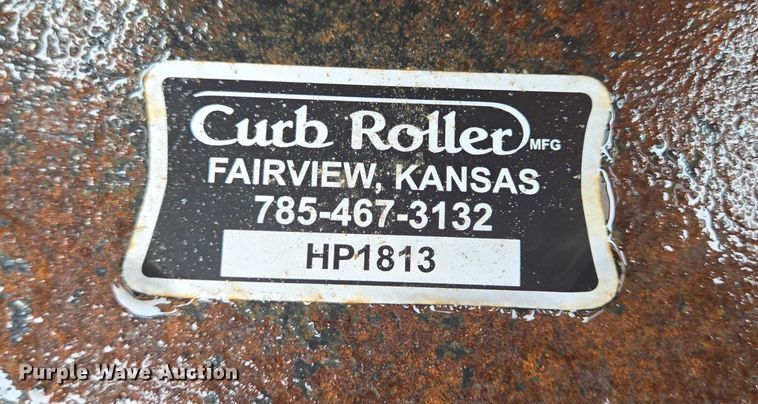 Curb Roller MFG
FAIRVIEW, KANSAS
785-467-3132
HP1813
Purple Wave Auction